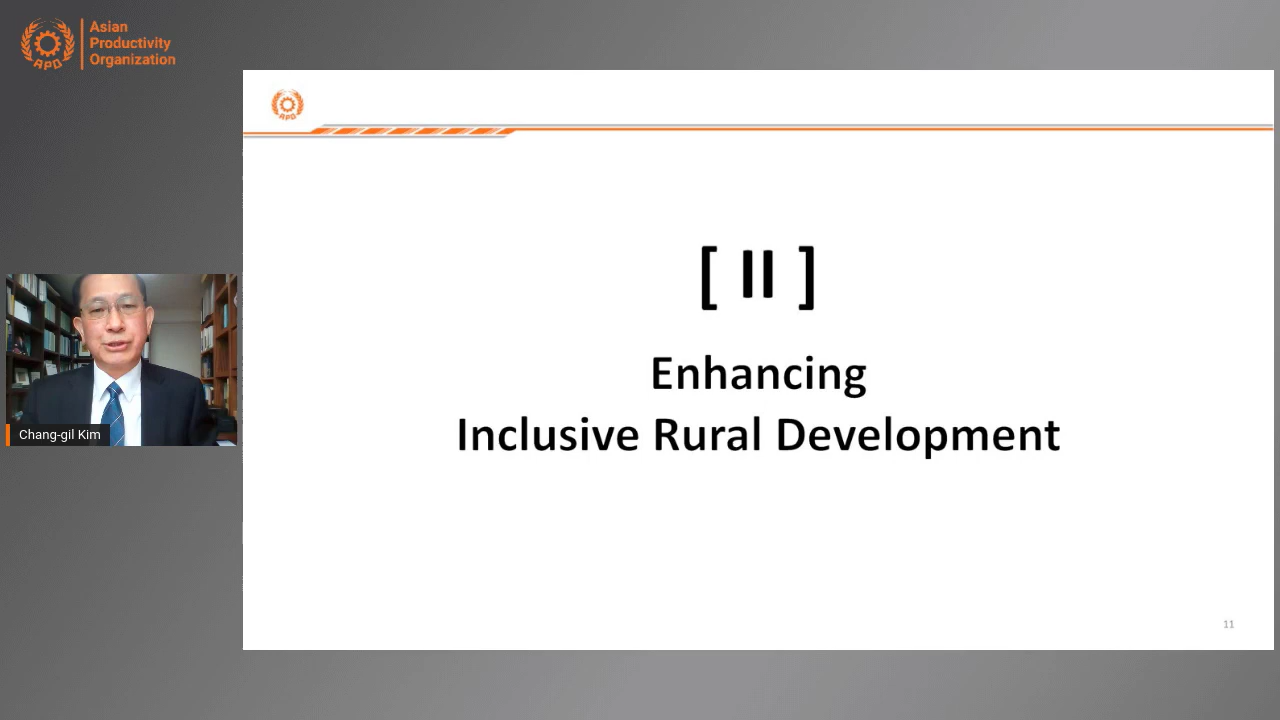 Asian
Productivity
Organization
APO
APO
[ II ]
Enhancing
Inclusive Rural Development
Chang-gil Kim
11